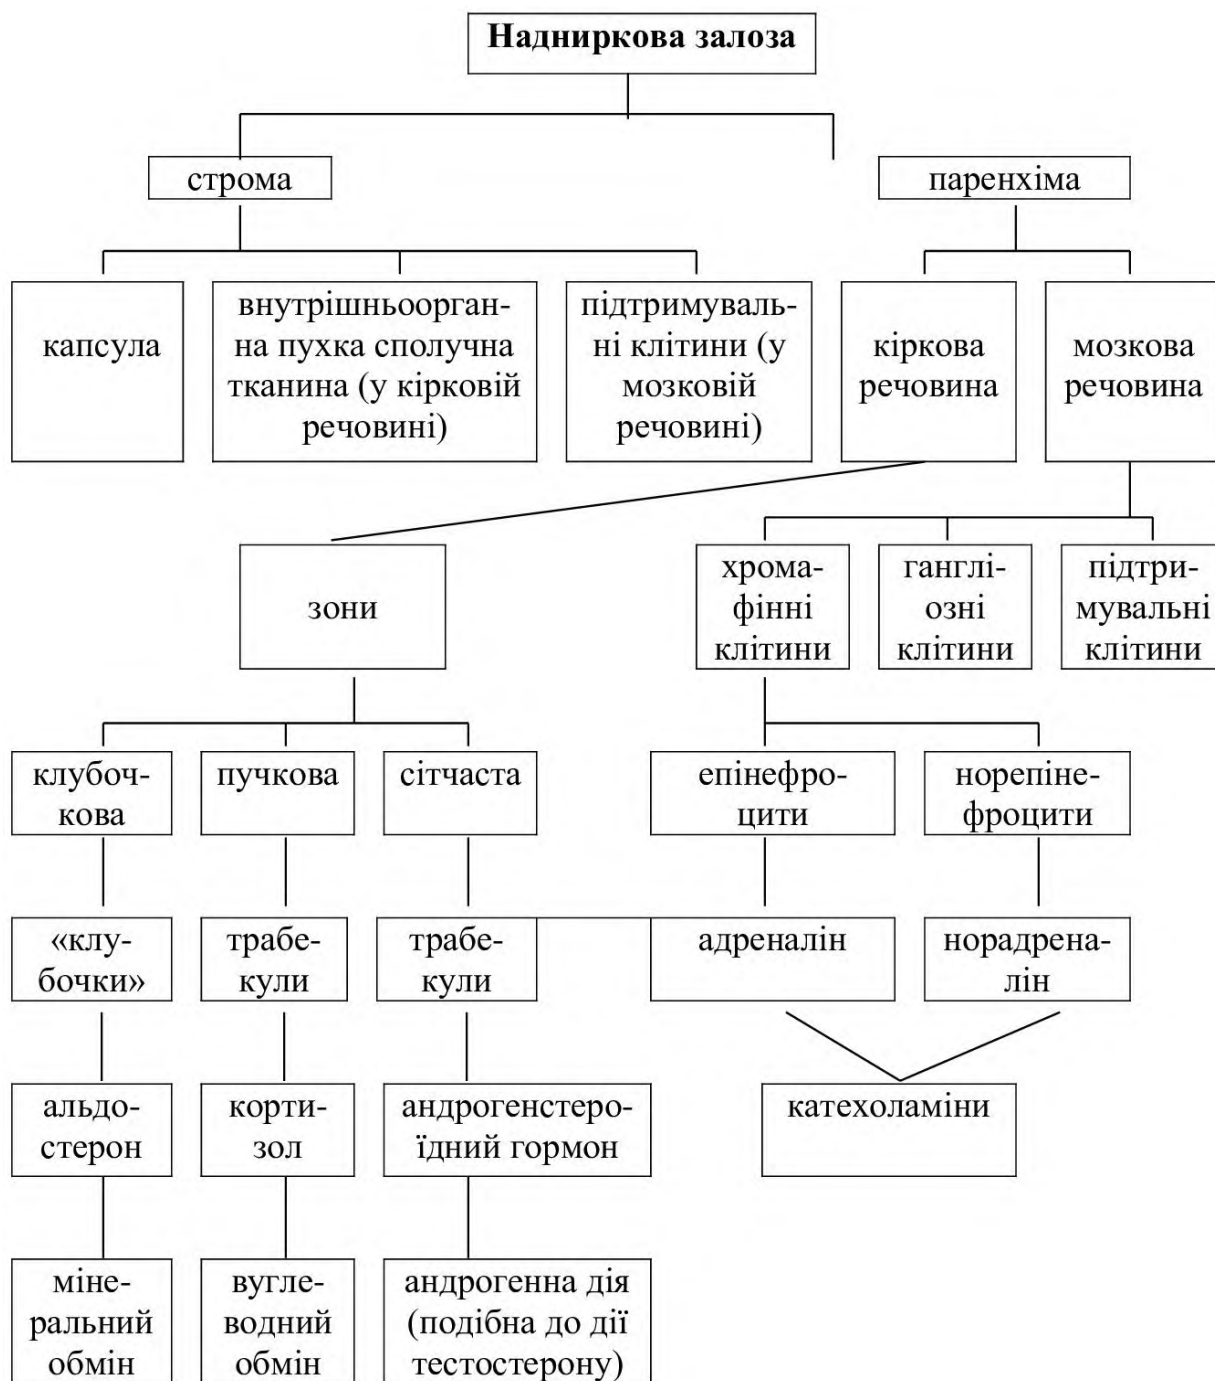 Надниркова залоза
строма
паренхіма
капсула
внутрішньоорган-
на пухка сполучна
тканина (у кірковій
речовині)
підтримуваль-
ні клітини (у
мозковій
речовині)
кіркова
речовина
мозкова
речовина
зони
хрома-
фінні
клітини
ганглі-
озні
клітини
підтри-
мувальні
клітини
клубоч-
кова
пучкова
сітчаста
епінефро-
цити
норепіне-
фроцити
«клу-
бочки»
трабе-
кули
трабе-
кули
адреналін
норадрена-
лін
альдо-
стерон
корти-
зол
андрогенстеро-
їдний гормон
катехоламіни
міне-
ральний
обмін
вугле-
водний
обмін
андрогенна дія
(подібна до дії
тестостерону)